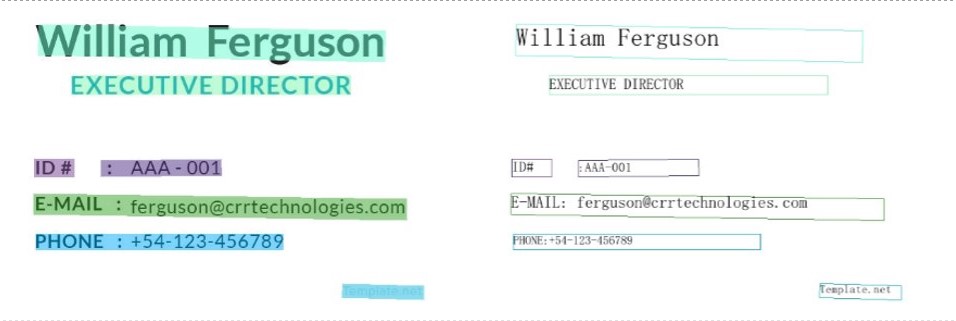 William Ferguson
EXECUTIVE DIRECTOR
ID # : AAA - 001
E-MAIL : ferguson@crrtechnologies.com
PHONE : +54-123-456789
Template.net
William Ferguson
EXECUTIVE DIRECTOR
ID# :AAA-001
E-MAIL: ferguson@crrtechnologies.com
PHONE:+54-123-456789
Template.net